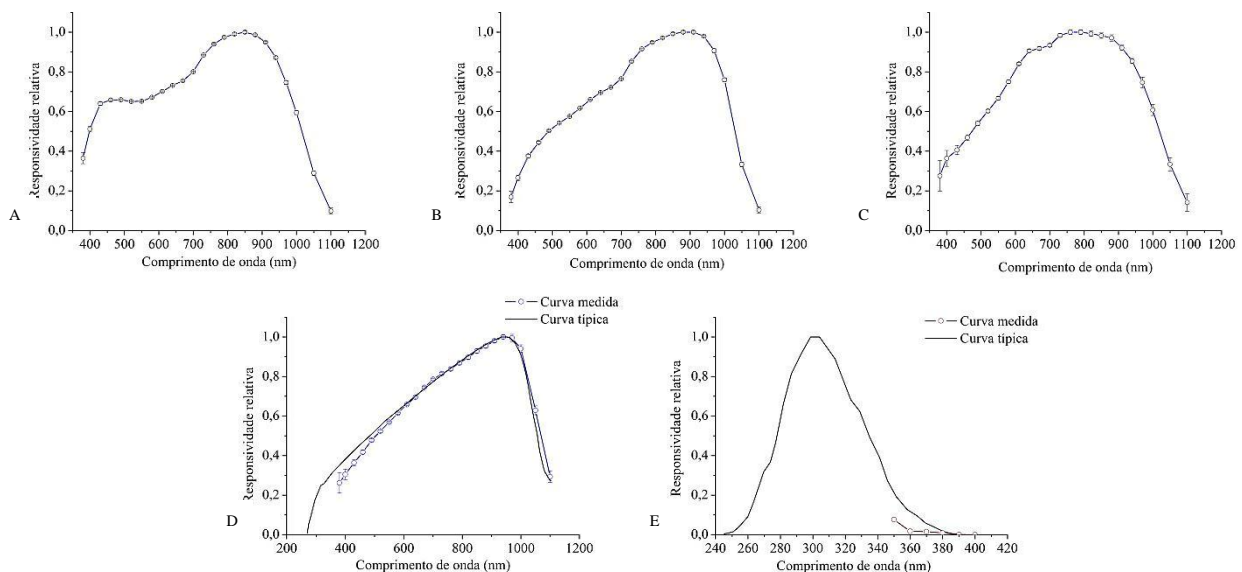 1,0
0,8
0,6
0,4
0,2
0,0
Responsividade relativa
400 500 600 700 800 900 1000 1100 1200
Comprimento de onda (nm)
A
1,0
0,8
0,6
0,4
0,2
0,0
Responsividade relativa
400 500 600 700 800 900 1000 1100 1200
Comprimento de onda (nm)
B
1,0
0,8
0,6
0,4
0,2
0,0
Responsividade relativa
400 500 600 700 800 900 1000 1100 1200
Comprimento de onda (nm)
C
Curva medida
Curva típica
1,0
0,8
0,6
0,4
0,2
0,0
Responsividade relativa
200 400 600 800 1000 1200
Comprimento de onda (nm)
D
Curva medida
Curva típica
1,0
0,8
0,6
0,4
0,2
0,0
Responsividade relativa
240 260 280 300 320 340 360 380 400 420
Comprimento de onda (nm)
E